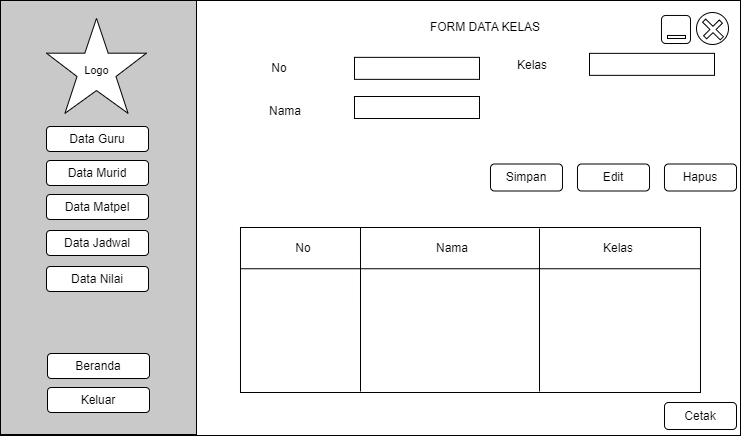 Logo
Data Guru
Data Murid
Data Matpel
Data Jadwal
Data Nilai
Beranda
Keluar
FORM DATA KELAS
No
Kelas
Nama
Simpan
Edit
Hapus
No
Nama
Kelas
Cetak